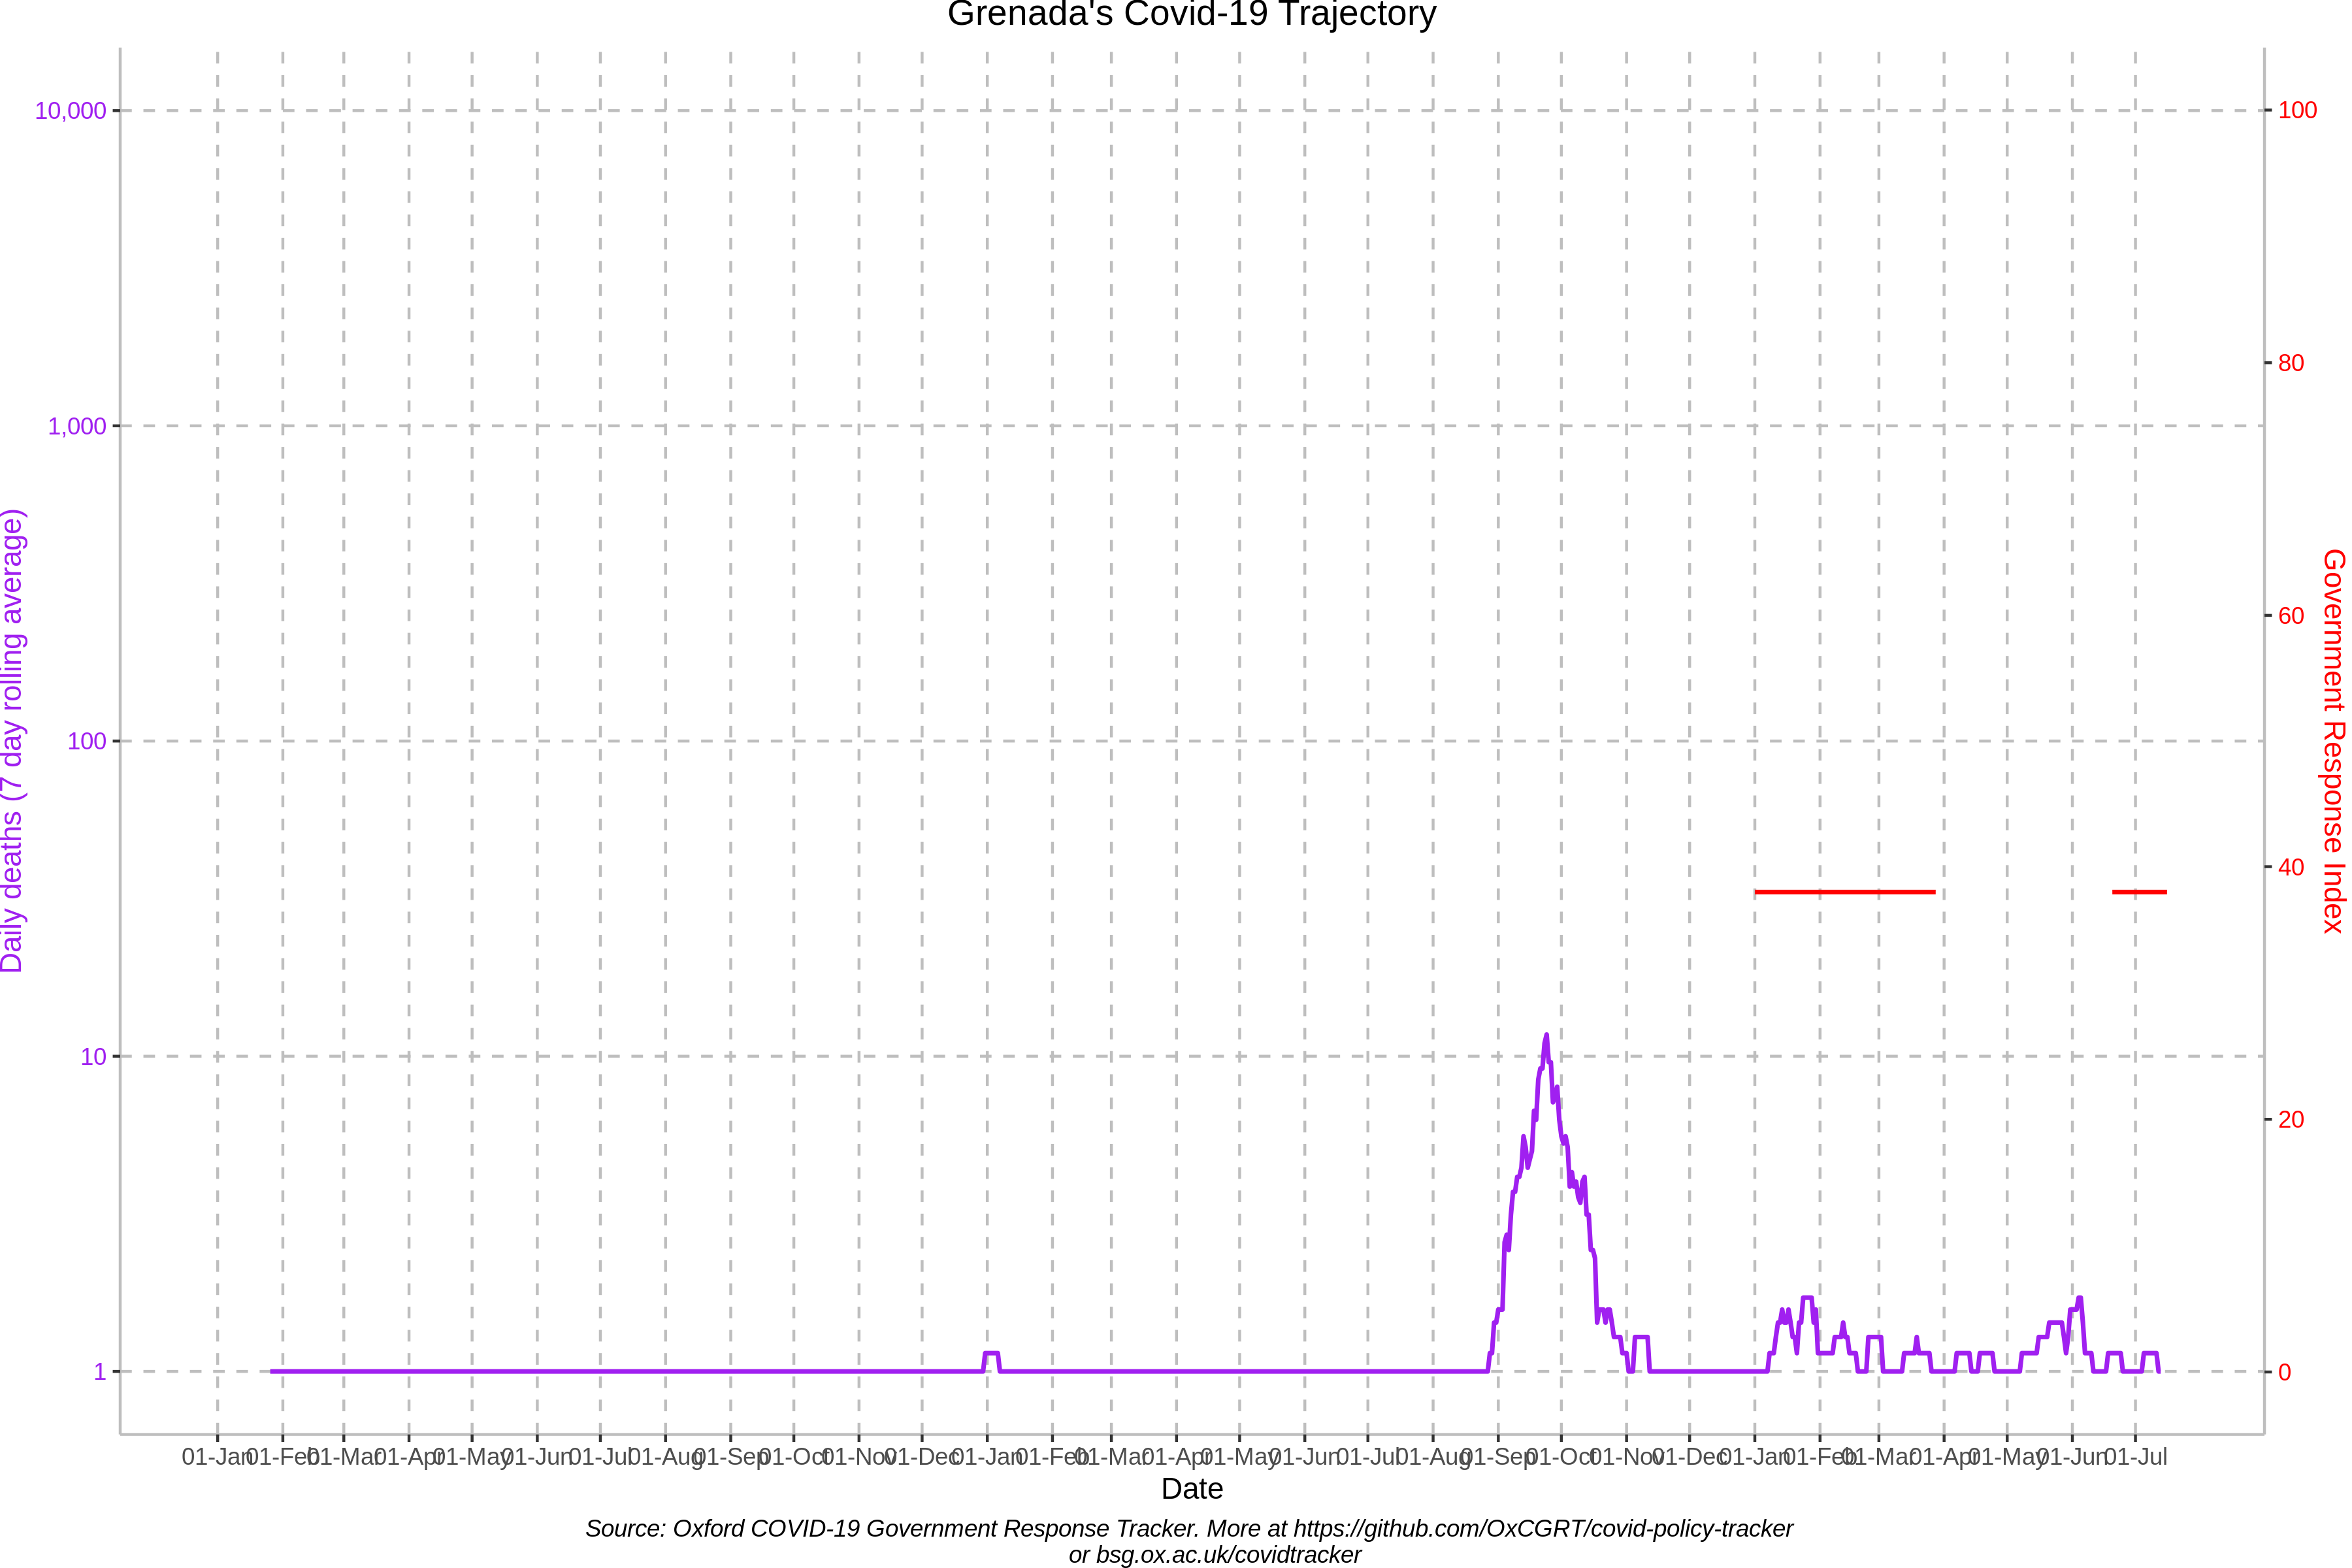 Grenada's Covid-19 Trajectory
10,000
1,000
100
10
1
Daily deaths (7 day rolling average)
100
80
60
40
20
0
Government Response Index
01-Jan 01-Feb 01-Mar 01-Apr 01-May 01-Jun 01-Jul 01-Aug 01-Sep 01-Oct 01-Nov 01-Dec 01-Jan 01-Feb 01-Mar 01-Apr 01-May 01-Jun 01-Jul 01-Aug 01-Sep 01-Oct 01-Nov 01-Dec 01-Jan 01-Feb 01-Mar 01-Apr 01-May 01-Jun 01-Jul
Date
Source: Oxford COVID-19 Government Response Tracker. More at https://github.com/OxCGRT/covid-policy-tracker
or bsg.ox.ac.uk/covidtracker